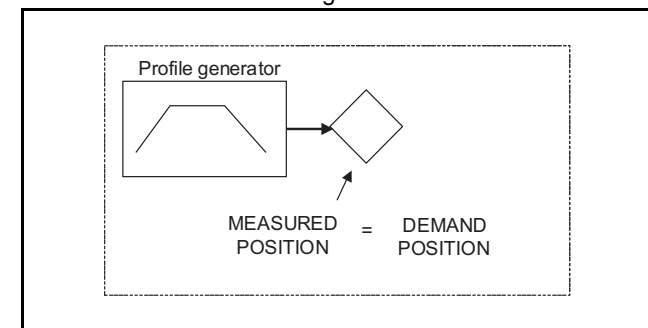 Profile generator
MEASURED POSITION = DEMAND POSITION